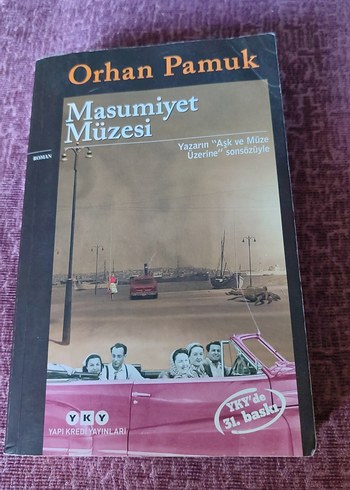 Orhan Pamuk
Masumiyet
Müzesi
Yazarın "Aşk ve Müze
Üzerine" sonsözüyle
ROMAN
YKY'de
31. baskı
YKY
YAPI KREDİ YAYINLARI